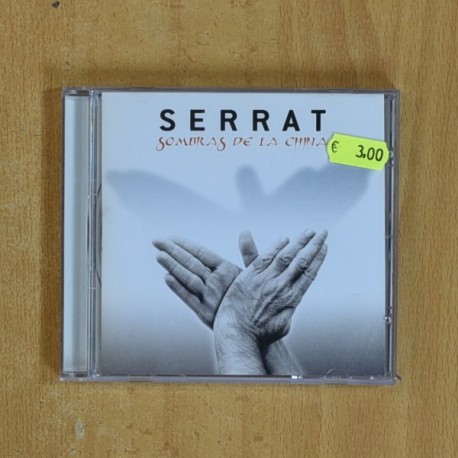 SERRAT
SOMBRAS DE LA CHINA
€ 3.00